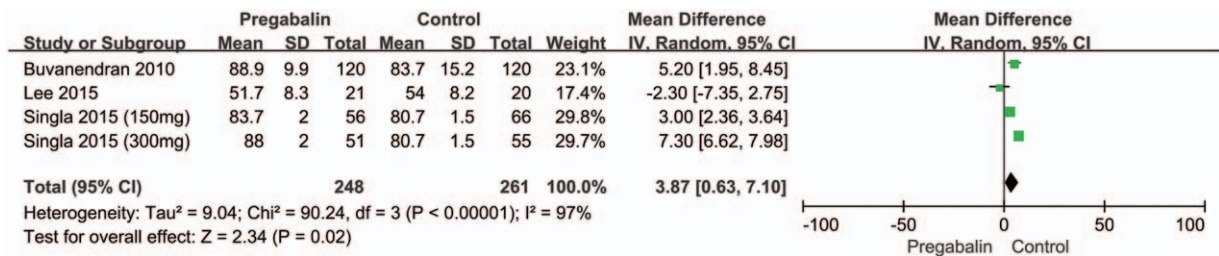 Pregabalin Control Mean Difference Mean Difference
Study or Subgroup Mean SD Total Mean SD Total Weight IV, Random, 95% CI IV, Random, 95% CI
Buvanendran 2010 88.9 9.9 120 83.7 15.2 120 23.1% 5.20 [1.95, 8.45]
Lee 2015 51.7 8.3 21 54 8.2 20 17.4% -2.30 [-7.35, 2.75]
Singla 2015 (150mg) 83.7 2 56 80.7 1.5 66 29.8% 3.00 [2.36, 3.64]
Singla 2015 (300mg) 88 2 51 80.7 1.5 55 29.7% 7.30 [6.62, 7.98]
Total (95% CI) 248 261 100.0% 3.87 [0.63, 7.10]
Heterogeneity: Tau² = 9.04; Chi² = 90.24, df = 3 (P < 0.00001); I² = 97%
Test for overall effect: Z = 2.34 (P = 0.02)
-100 -50 0 50 100
Pregabalin Control